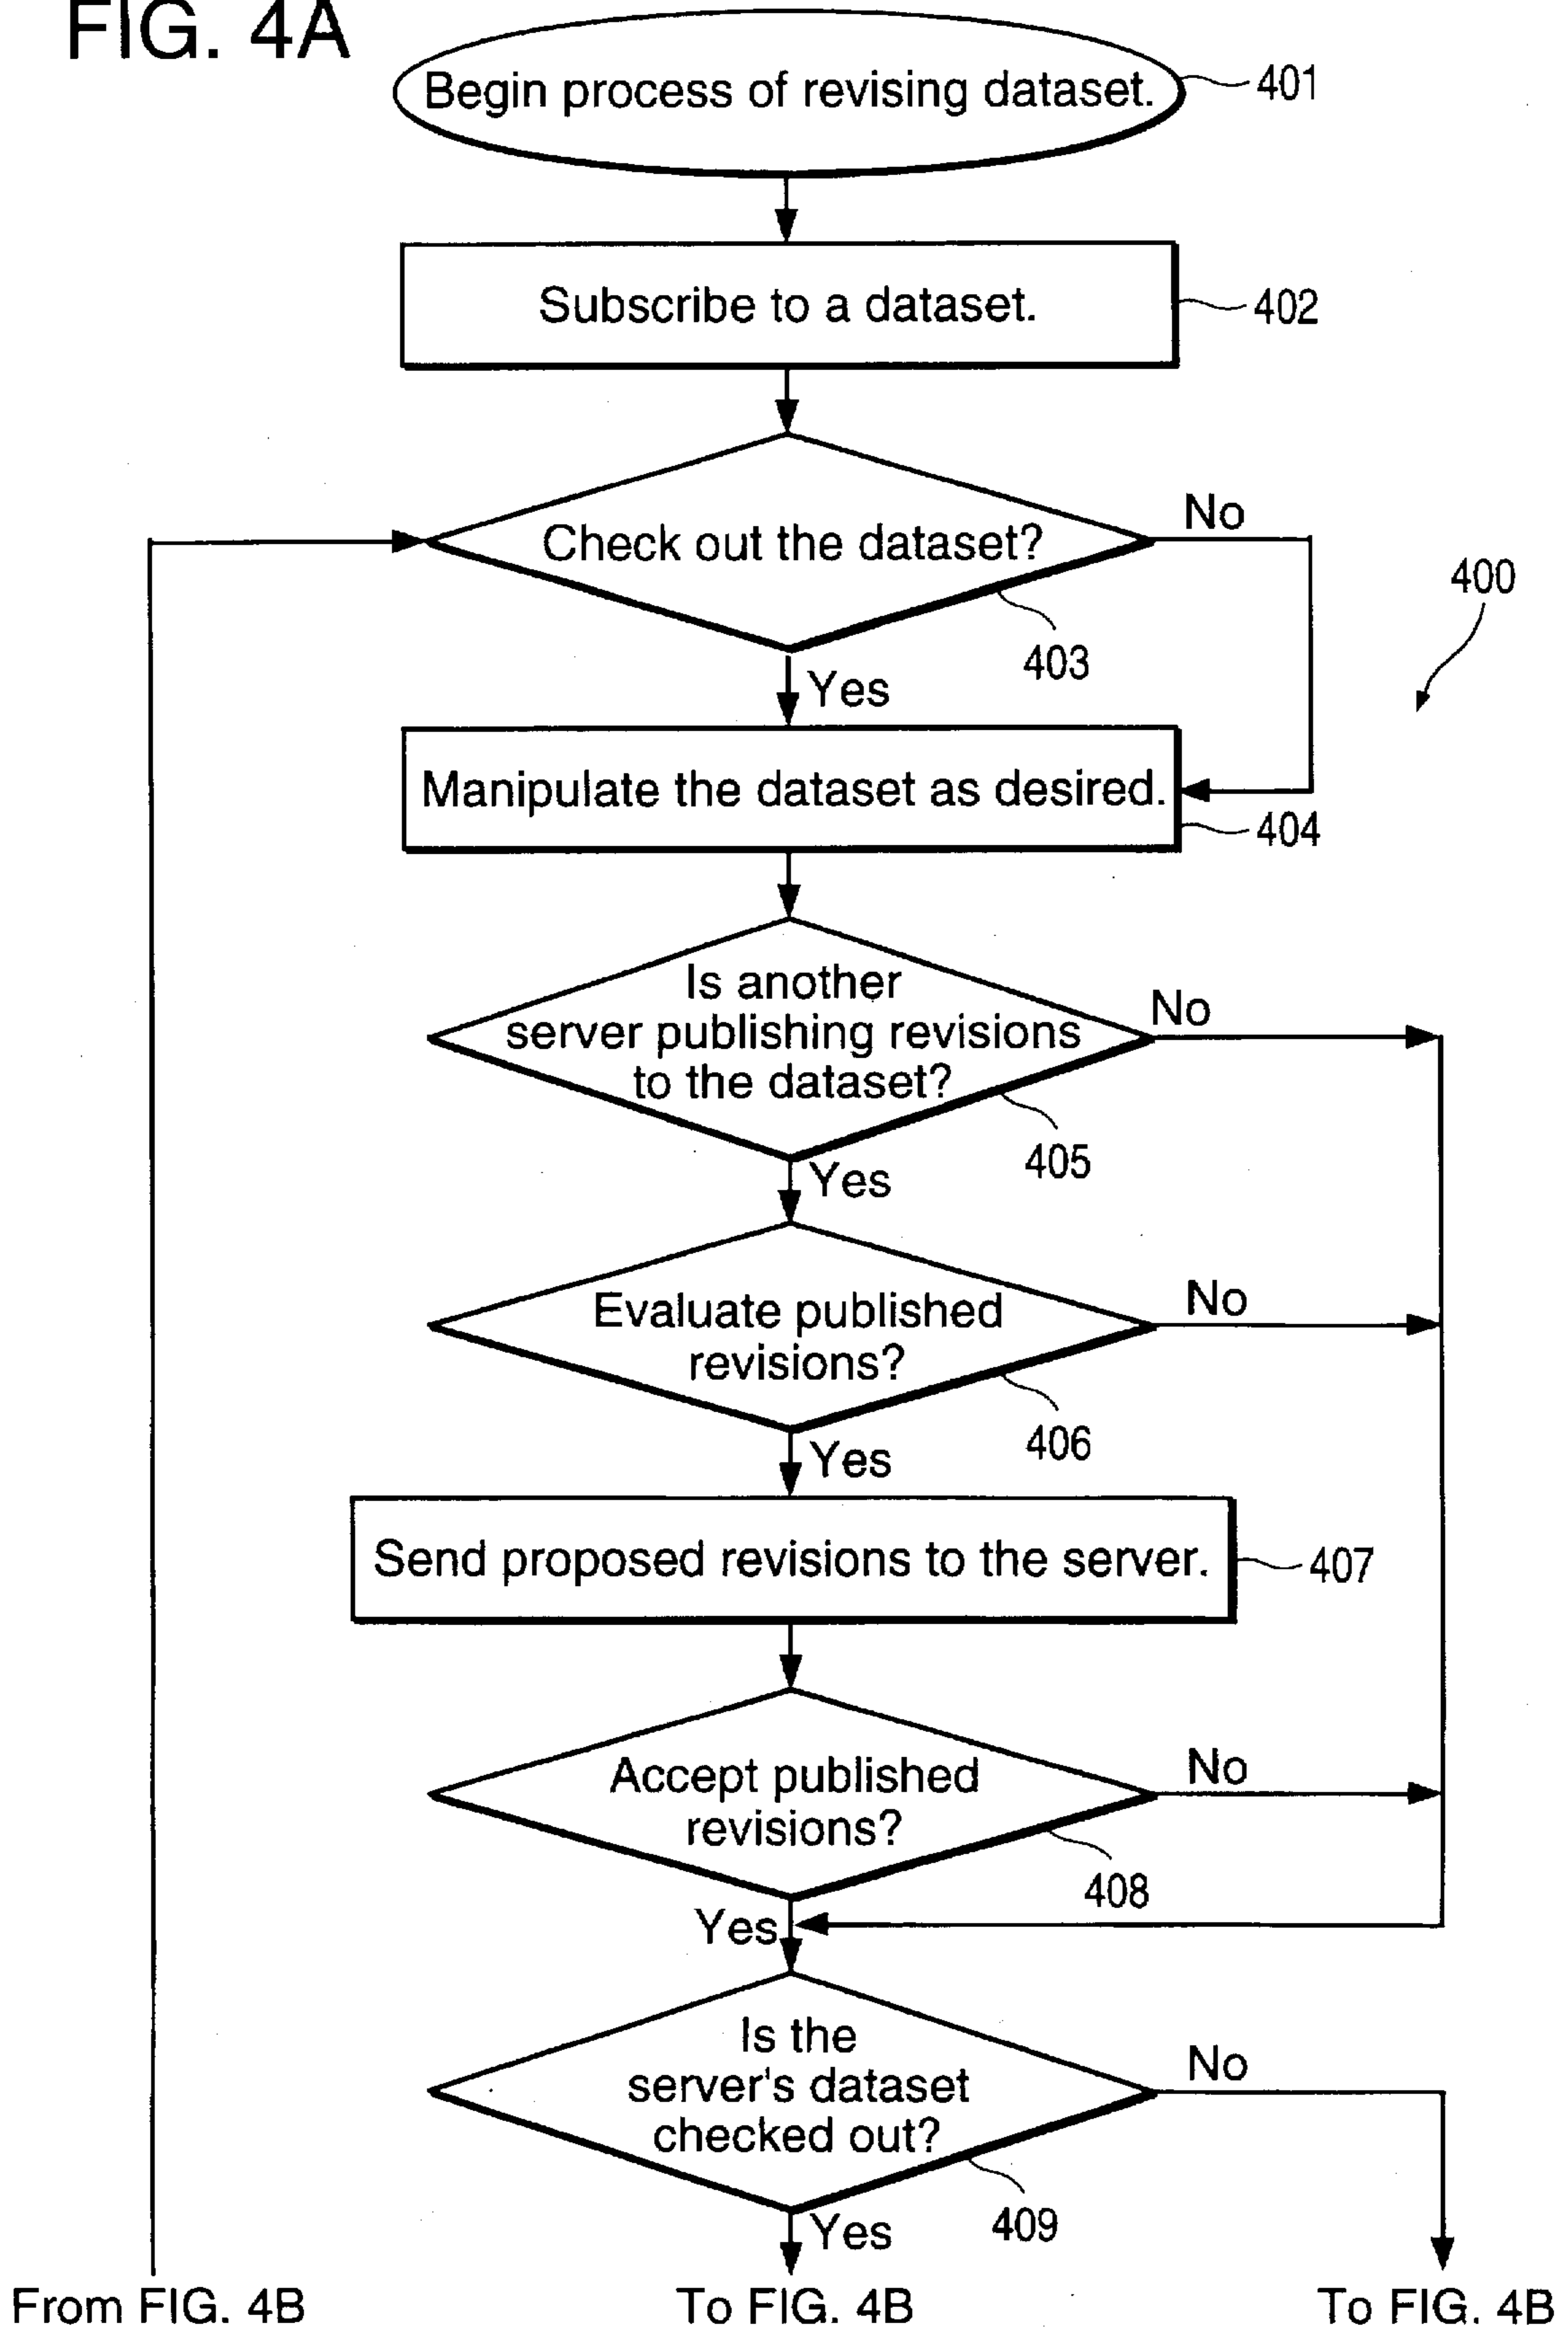 FIG. 4A
Begin process of revising dataset.
401
Subscribe to a dataset.
402
Check out the dataset?
No
403
400
Yes
Manipulate the dataset as desired.
404
Is another
server publishing revisions
to the dataset?
No
405
Yes
Evaluate published
revisions?
No
406
Yes
Send proposed revisions to the server.
407
Accept published
revisions?
No
408
Yes
Is the
server's dataset
checked out?
No
409
Yes
From FIG. 4B
To FIG. 4B
To FIG. 4B